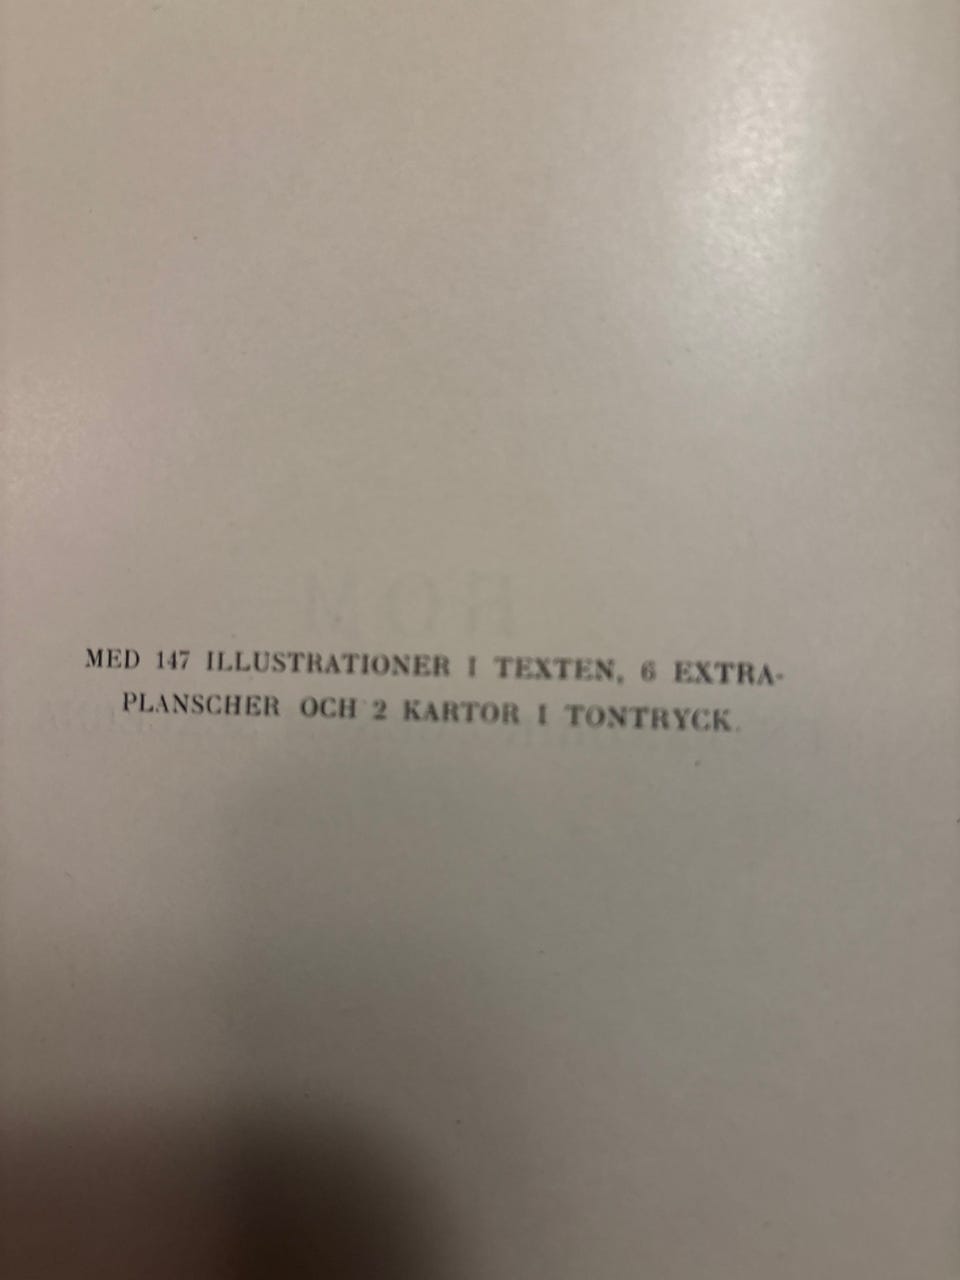 MED 147 ILLUSTRATIONER I TEXTEN, 6 EXTRA-
PLANSCHER OCH 2 KARTOR I TONTRYCK.